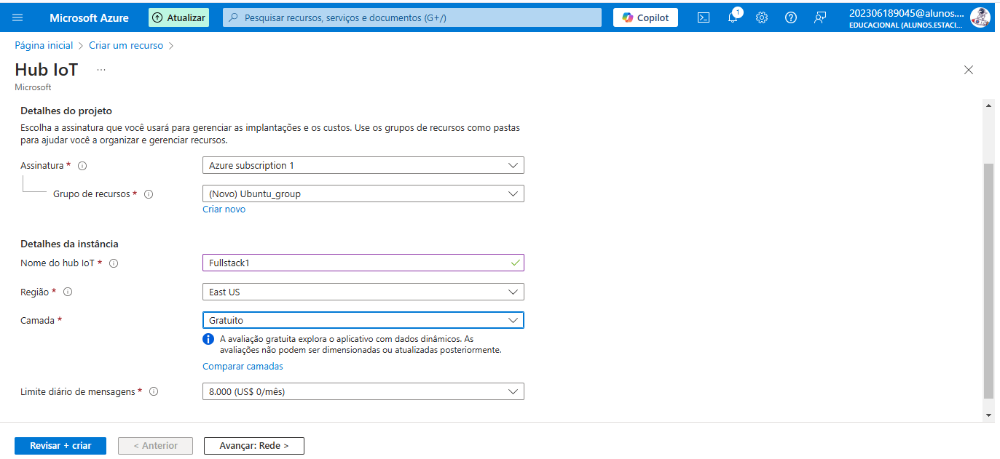 Microsoft Azure
Atualizar
Pesquisar recursos, serviços e documentos (G+/)
Copilot
1
202306189045@alunos....
EDUCACIONAL (ALUNOS.ESTACI...
Página inicial > Criar um recurso >
Hub IoT ...
Microsoft
Detalhes do projeto
Escolha a assinatura que você usará para gerenciar as implantações e os custos. Use os grupos de recursos como pastas
para ajudar você a organizar e gerenciar recursos.
Assinatura *
Azure subscription 1
Grupo de recursos *
(Novo) Ubuntu_group
Criar novo
Detalhes da instância
Nome do hub IoT *
Fullstack1
Região *
East US
Camada *
Gratuito
A avaliação gratuita explora o aplicativo com dados dinâmicos. As
avaliações não podem ser dimensionadas ou atualizadas posteriormente.
Comparar camadas
Limite diário de mensagens *
8.000 (US$ 0/mês)
Revisar + criar
< Anterior
Avançar: Rede >